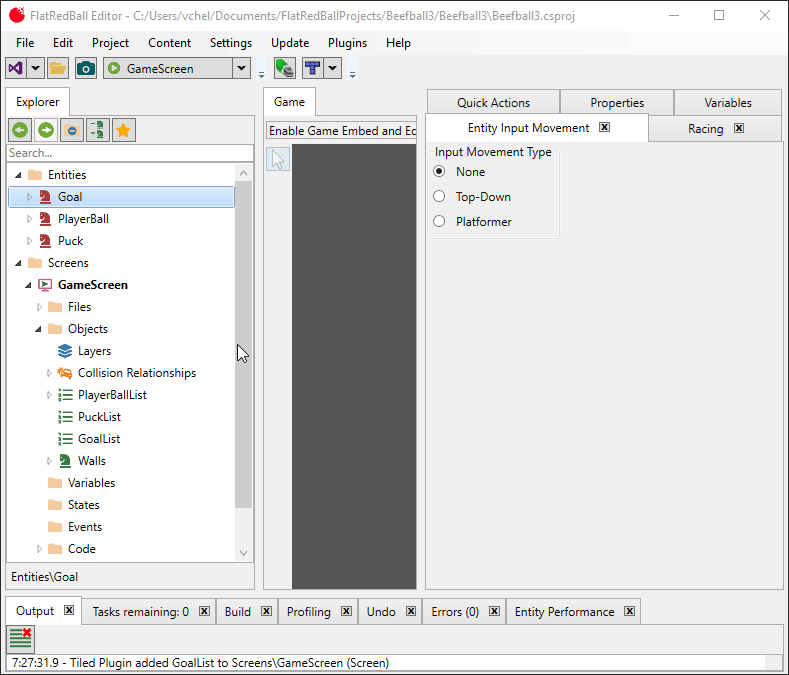 FlatRedBall Editor - C:/Users/vchel/Documents/FlatRedBallProjects/Beefball3/Beefball3\Beefball3.csproj
File Edit Project Content Settings Update Plugins Help
GameScreen
Explorer
Search...
Entities
Goal
PlayerBall
Puck
Screens
GameScreen
Files
Objects
Layers
Collision Relationships
PlayerBallList
PuckList
GoalList
Walls
Variables
States
Events
Code
Entities\Goal
Game
Enable Game Embed and
Quick Actions Properties Variables
Entity Input Movement Racing
Input Movement Type
None
Top-Down
Platformer
Output Tasks remaining: 0 Build Profiling Undo Errors (0) Entity Performance
7:27:31.9 - Tiled Plugin added GoalList to Screens\GameScreen (Screen)